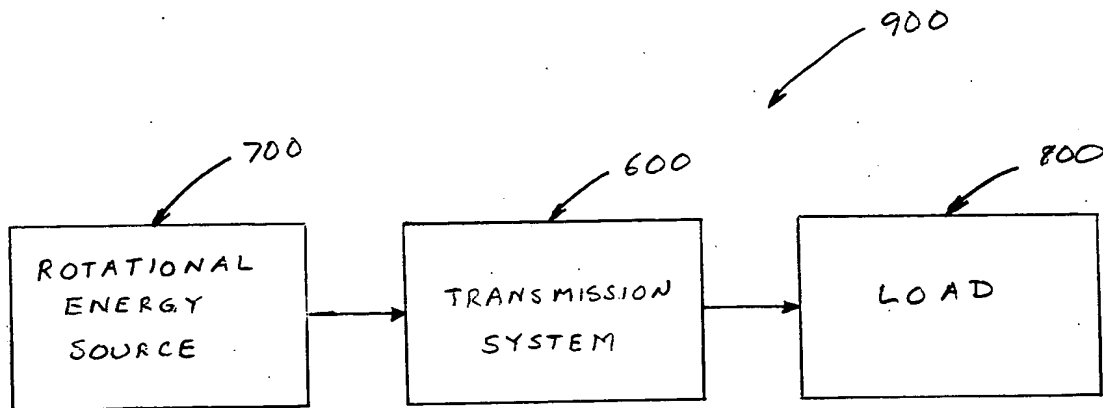 900
700
600
800
ROTATIONAL
ENERGY
SOURCE
TRANSMISSION
SYSTEM
LOAD